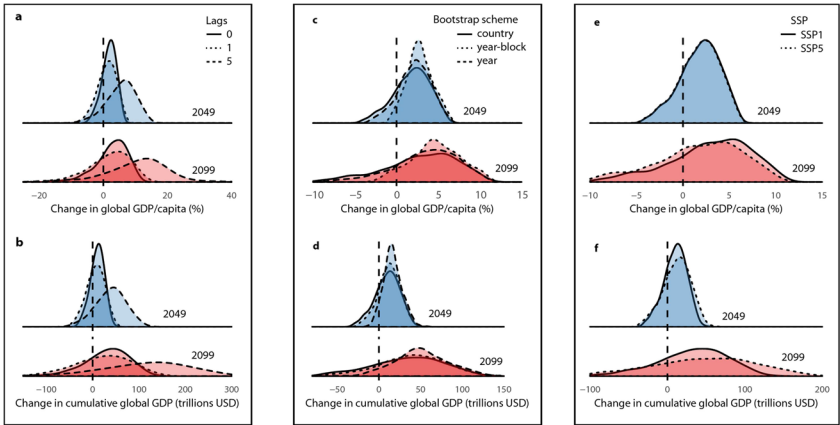 a
Lags
0
1
5
2049
2099
−20 0 20 40
Change in global GDP/capita (%)
b
2049
2099
−100 0 100 200 300
Change in cumulative global GDP (trillions USD)
c
Bootstrap scheme
country
year-block
year
2049
2099
−10 −5 0 5 10 15
Change in global GDP/capita (%)
d
2049
2099
−50 0 50 100 150
Change in cumulative global GDP (trillions USD)
e
SSP
SSP1
SSP5
2049
2099
−10 −5 0 5 10 15
Change in global GDP/capita (%)
f
2049
2099
−100 0 100 200
Change in cumulative global GDP (trillions USD)